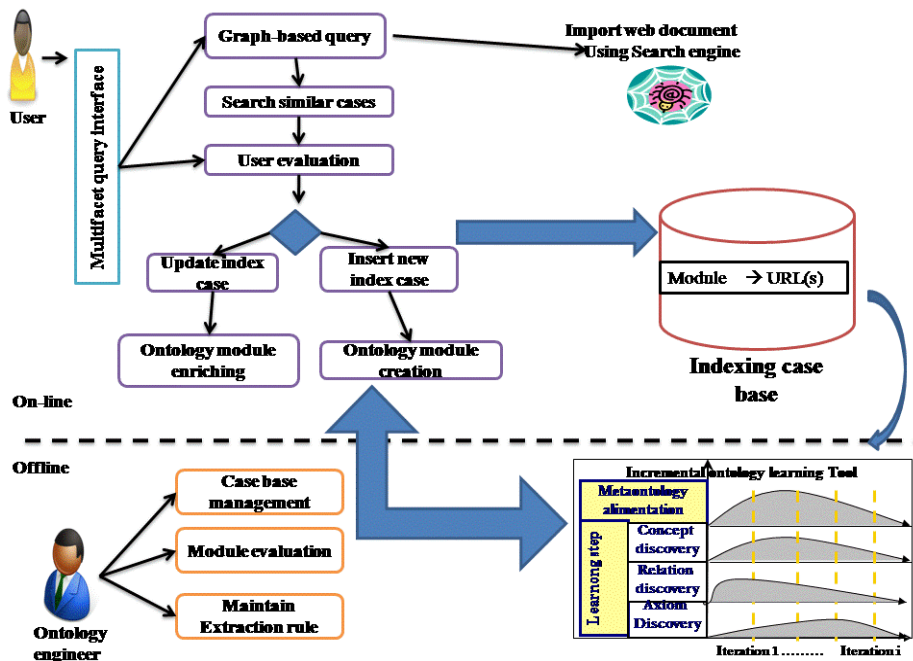 Graph-based query
Import web document
Using Search engine
User
Multifacet query interface
Search similar cases
User evaluation
Update index
case
Insert new
index case
Module → URL(s)
Ontology module
enriching
Ontology module
creation
Indexing case
base
On-line
Offline
Case base
management
Module evaluation
Maintain
Extraction rule
Ontology
engineer
Incremental ontology learning Tool
Metaontology
alimentation
Learnong step
Concept
discovery
Relation
discovery
Axiom
Discovery
Iteration 1 ......... Iteration i